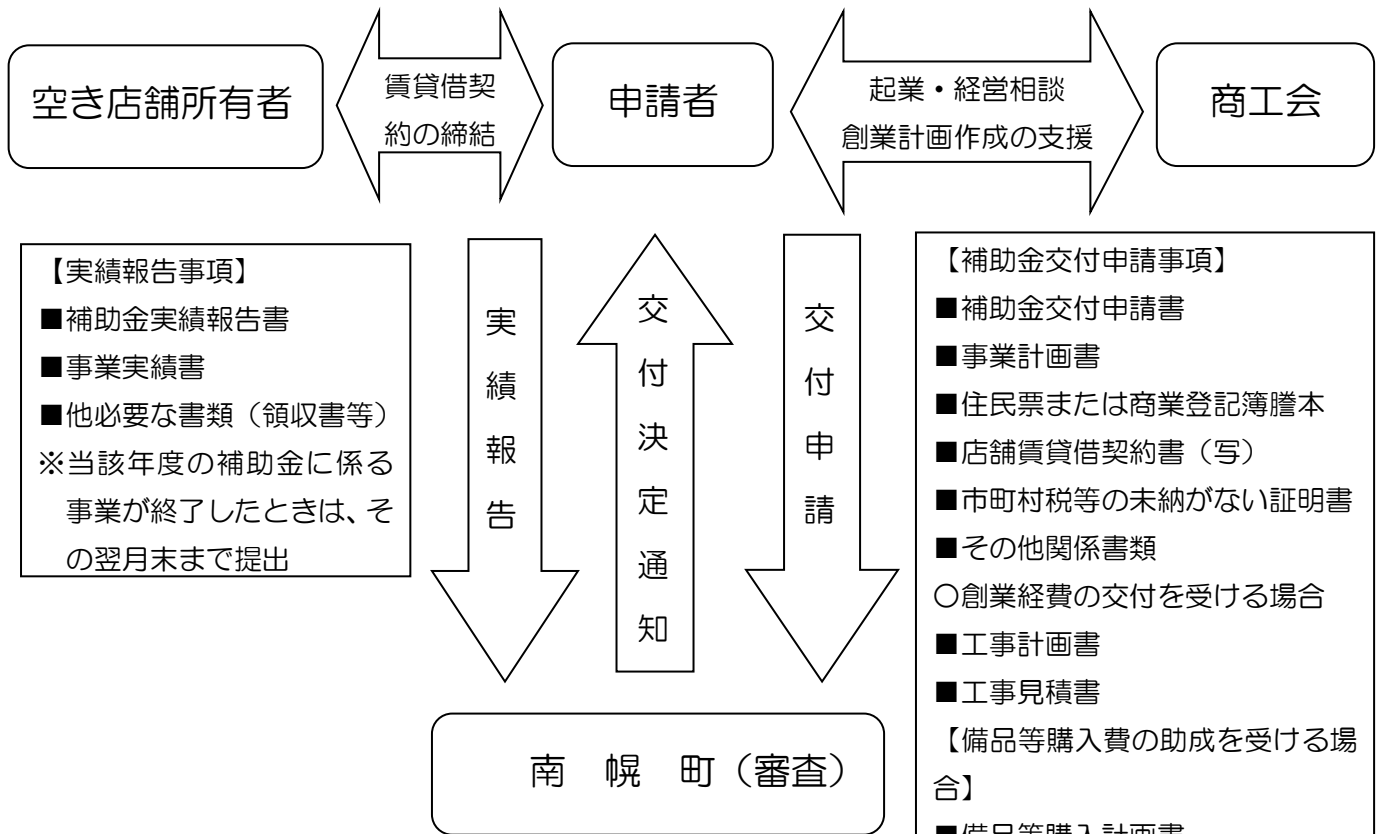 空き店舗所有者
賃貸借契
約の締結
申請者
起業・経営相談
創業計画作成の支援
商工会
【実績報告事項】
■補助金実績報告書
■事業実績書
■他必要な書類（領収書等）
※当該年度の補助金に係る
事業が終了したときは、そ
の翌月末まで提出
実績報告
交付決定通知
交付申請
【補助金交付申請事項】
■補助金交付申請書
■事業計画書
■住民票または商業登記簿謄本
■店舗賃貸借契約書（写）
■市町村税等の未納がない証明書
■その他関係書類
〇創業経費の交付を受ける場合
■工事計画書
■工事見積書
【備品等購入費の助成を受ける場
合】
■備品等購入計画書
南　幌　町（審査）